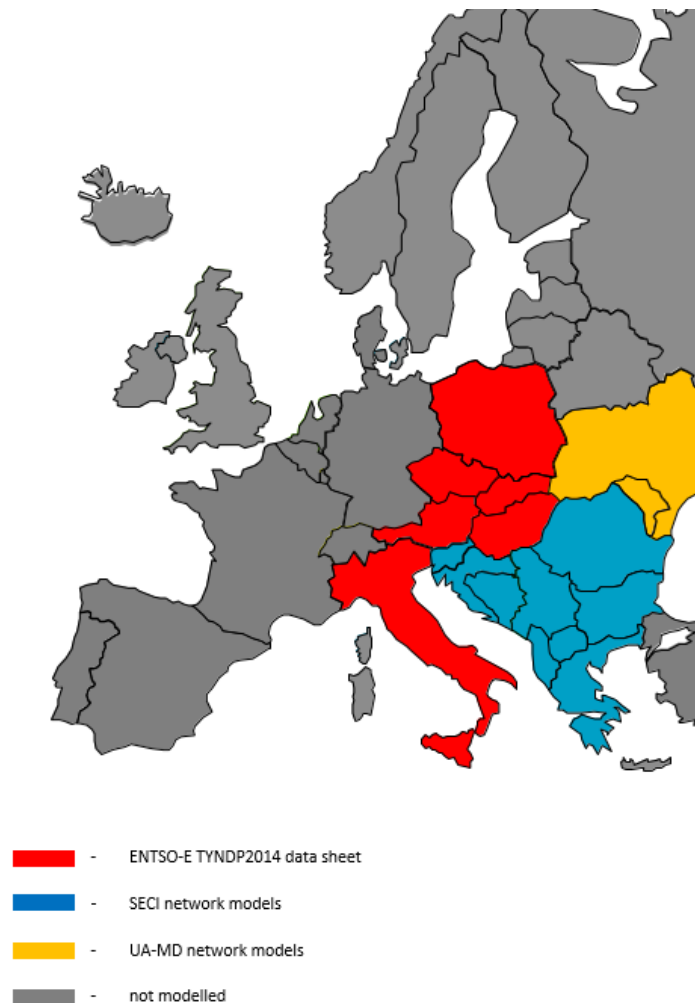 - ENTSO-E TYNDP2014 data sheet
- SECI network models
- UA-MD network models
- not modelled